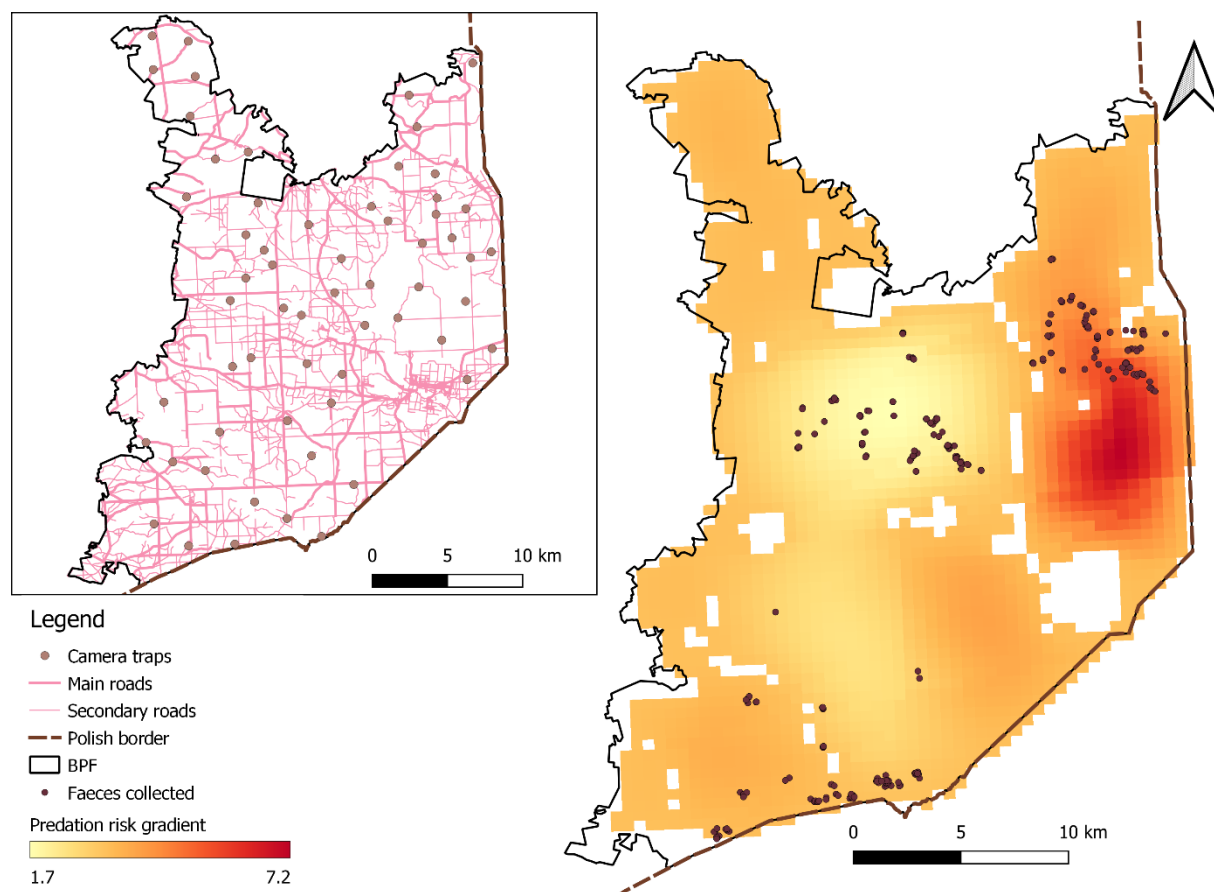 0 5 10 km
Legend
Camera traps
Main roads
Secondary roads
Polish border
BPF
Faeces collected
Predation risk gradient
1.7 7.2
0 5 10 km